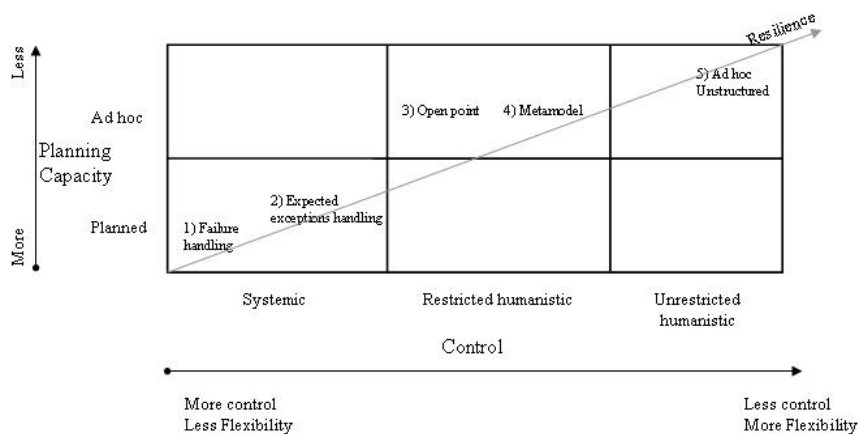 Resilience
Less
5) Ad hoc
Unstructured
Ad hoc
3) Open point
4) Metamodel
Planning
Capacity
2) Expected
exceptions handling
Planned
1) Failure
handling
More
Systemic
Restricted humanistic
Unrestricted
humanistic
Control
More control
Less Flexibility
Less control
More Flexibility